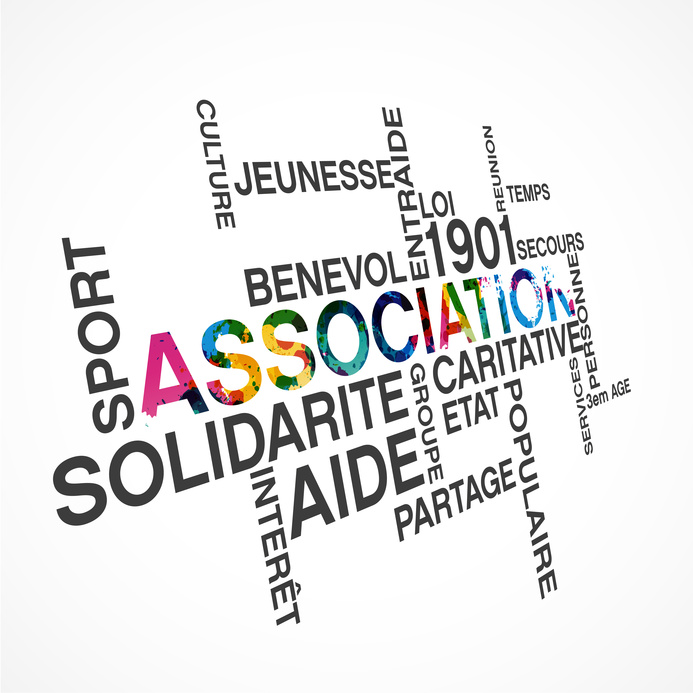 CULTURE
JEUNESSE
ENTRAIDE
REUNION
LOI
TEMPS
1901
SECOURS
SPORT
BENEVOL
PERSONNE
ASSOCIATION
CARITATIVE
SERVICES
3em AGE
SOLIDARITE
GROUPE
ETAT
POPULAIRE
AIDE
INTERÊT
PARTAGE